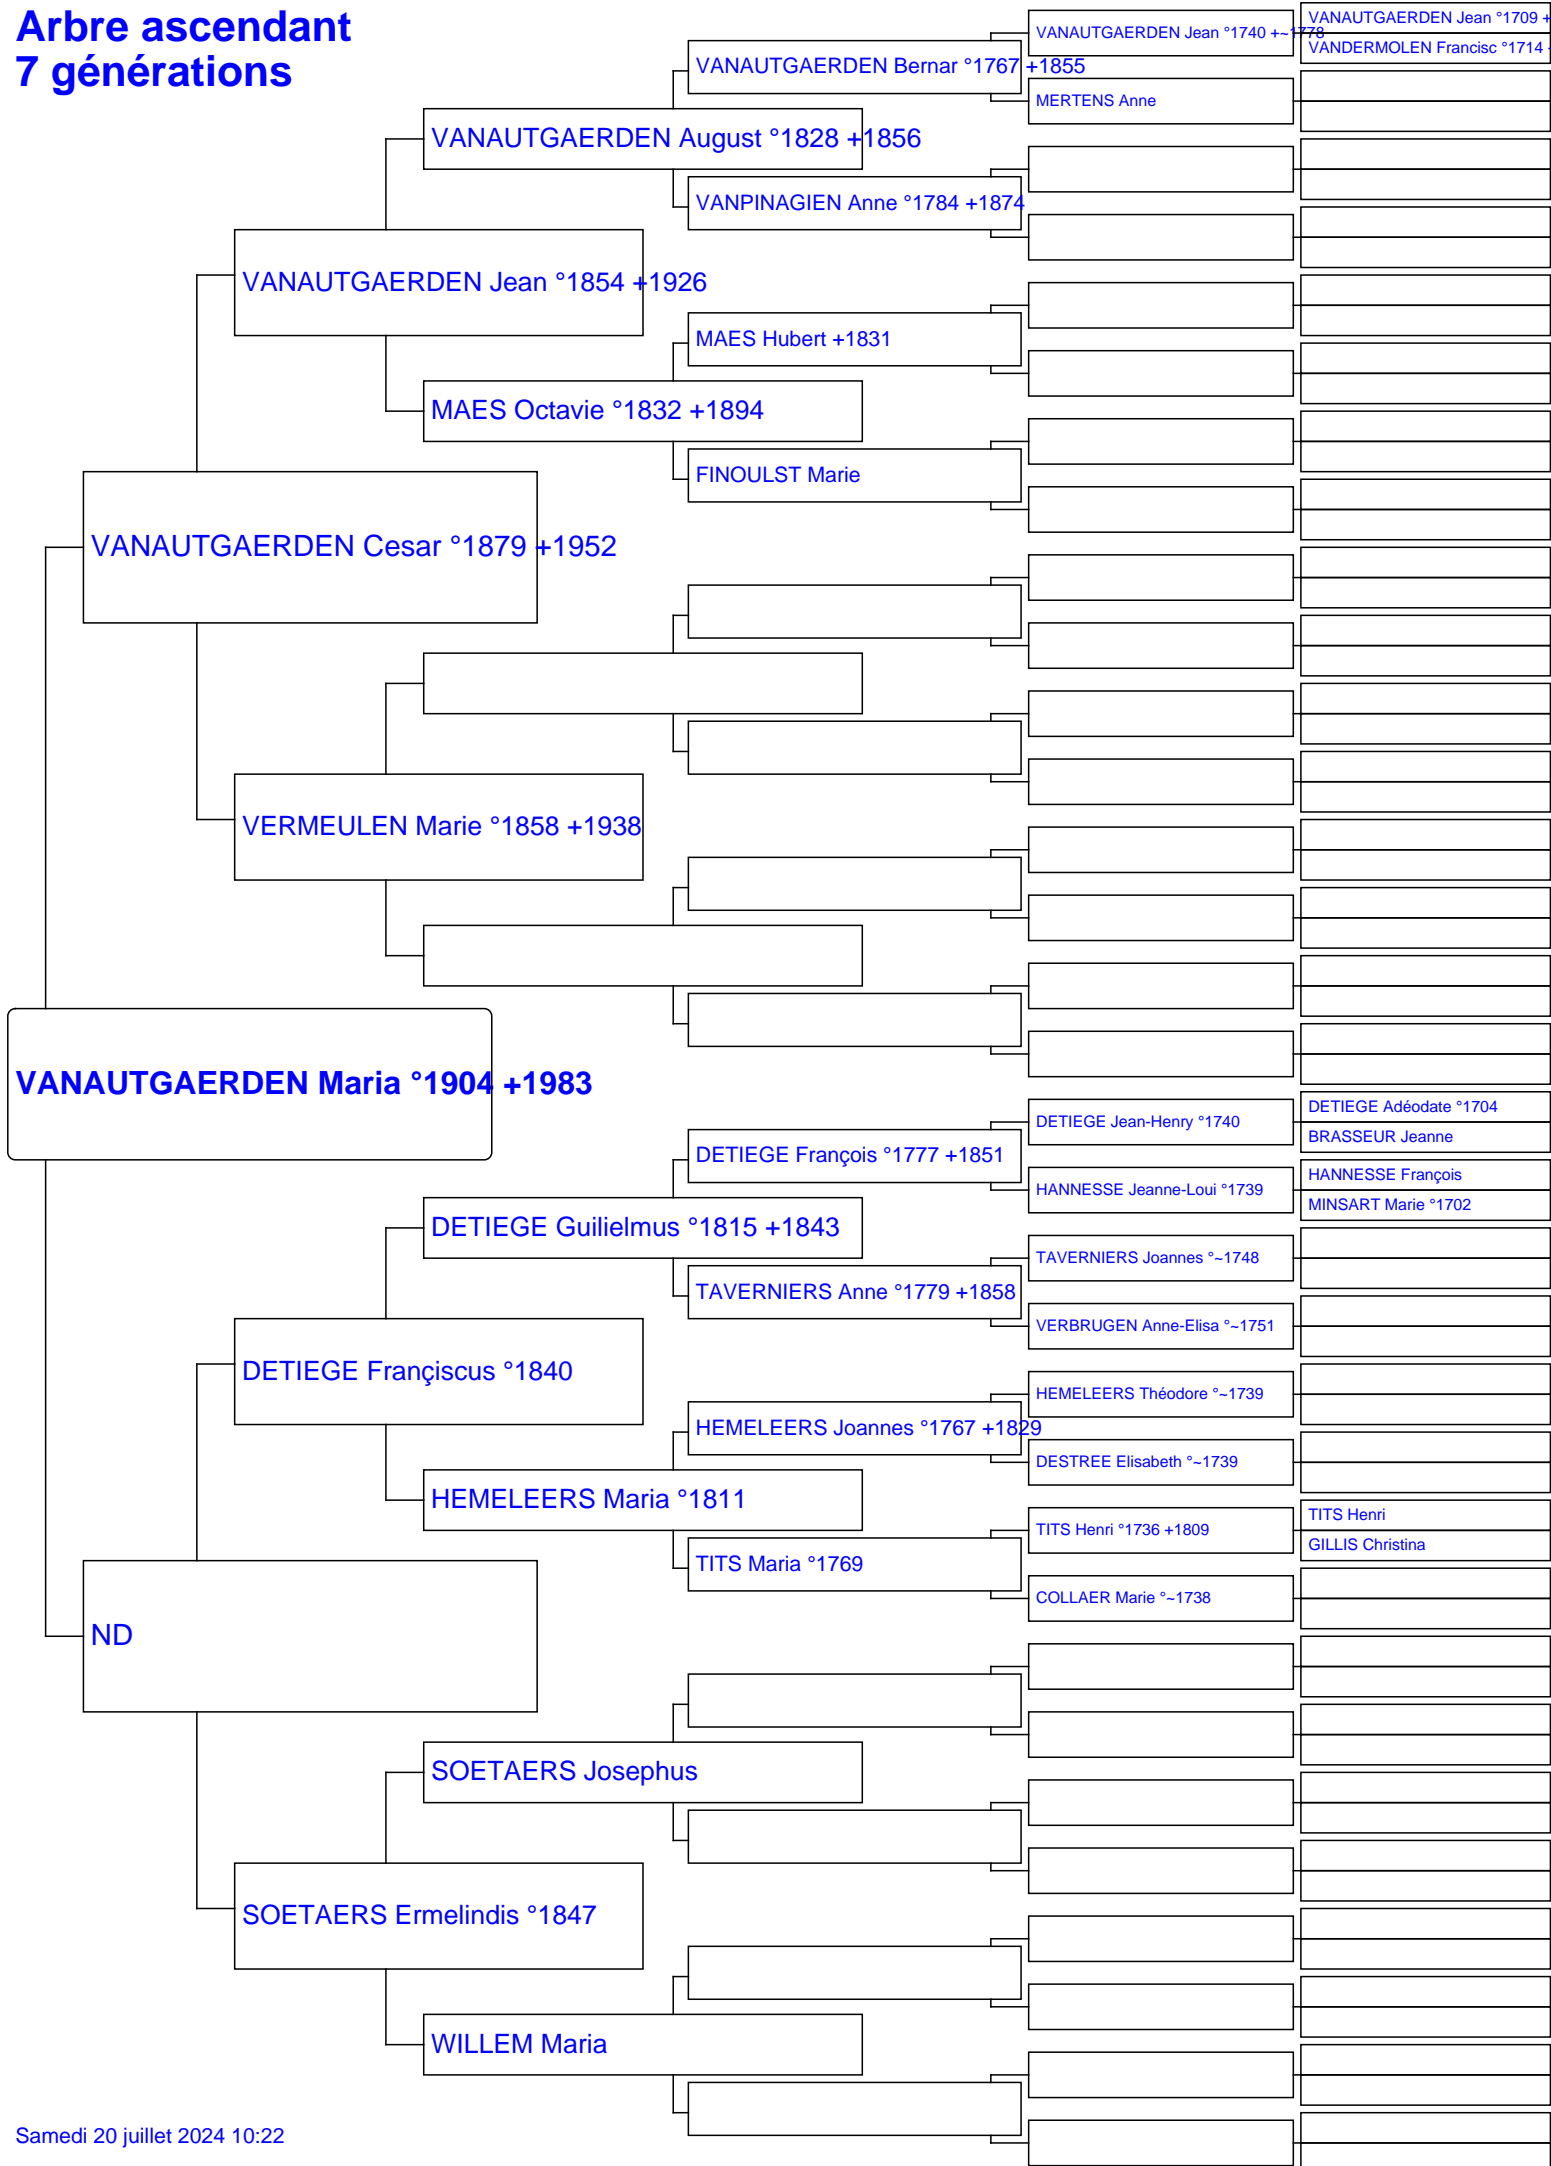 Arbre ascendant
7 générations
VANAUTGAERDEN Jean °1709 +
VANAUTGAERDEN Jean °1740 +~1778
VANDERMOLEN Francisc °1714
VANAUTGAERDEN Bernar °1767 +1855
MERTENS Anne
VANAUTGAERDEN August °1828 +1856
VANPINAGIEN Anne °1784 +1874
VANAUTGAERDEN Jean °1854 +1926
MAES Hubert +1831
MAES Octavie °1832 +1894
FINOULST Marie
VANAUTGAERDEN Cesar °1879 +1952
VERMEULEN Marie °1858 +1938
VANAUTGAERDEN Maria °1904 +1983
DETIEGE Adéodate °1704
DETIEGE Jean-Henry °1740
BRASSEUR Jeanne
DETIEGE François °1777 +1851
HANNESSE François
HANNESSE Jeanne-Loui °1739
MINSART Marie °1702
DETIEGE Guilielmus °1815 +1843
TAVERNIERS Joannes °~1748
TAVERNIERS Anne °1779 +1858
VERBRUGEN Anne-Elisa °~1751
DETIEGE Françiscus °1840
HEMELEERS Théodore °~1739
HEMELEERS Joannes °1767 +1829
DESTREE Elisabeth °~1739
HEMELEERS Maria °1811
TITS Henri
TITS Henri °1736 +1809
GILLIS Christina
TITS Maria °1769
COLLAER Marie °~1738
ND
SOETAERS Josephus
SOETAERS Ermelindis °1847
WILLEM Maria
Samedi 20 juillet 2024 10:22